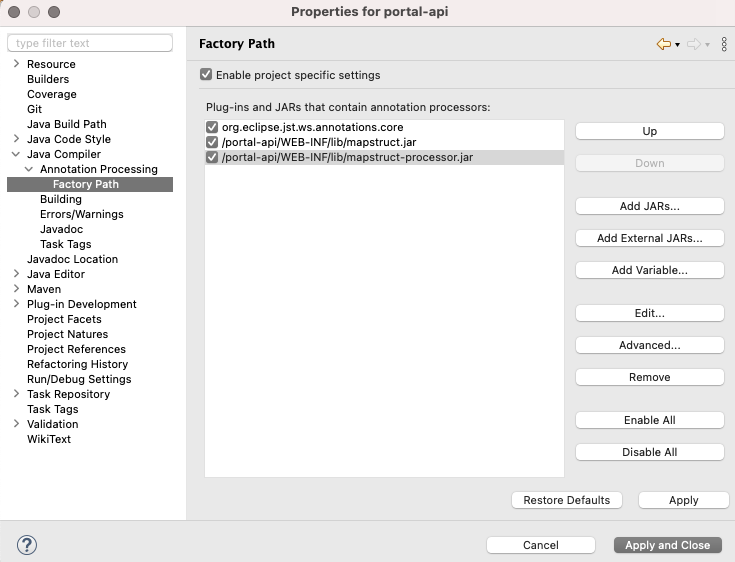 Properties for portal-api
type filter text
Resource
Builders
Coverage
Git
Java Build Path
Java Code Style
Java Compiler
Annotation Processing
Factory Path
Building
Errors/Warnings
Javadoc
Task Tags
Javadoc Location
Java Editor
Maven
Plug-in Development
Project Facets
Project Natures
Project References
Refactoring History
Run/Debug Settings
Task Repository
Task Tags
Validation
WikiText
Factory Path
Enable project specific settings
Plug-ins and JARs that contain annotation processors:
org.eclipse.jst.ws.annotations.core
/portal-api/WEB-INF/lib/mapstruct.jar
/portal-api/WEB-INF/lib/mapstruct-processor.jar
Up
Down
Add JARs...
Add External JARs...
Add Variable...
Edit...
Advanced...
Remove
Enable All
Disable All
Restore Defaults
Apply
?
Cancel
Apply and Close